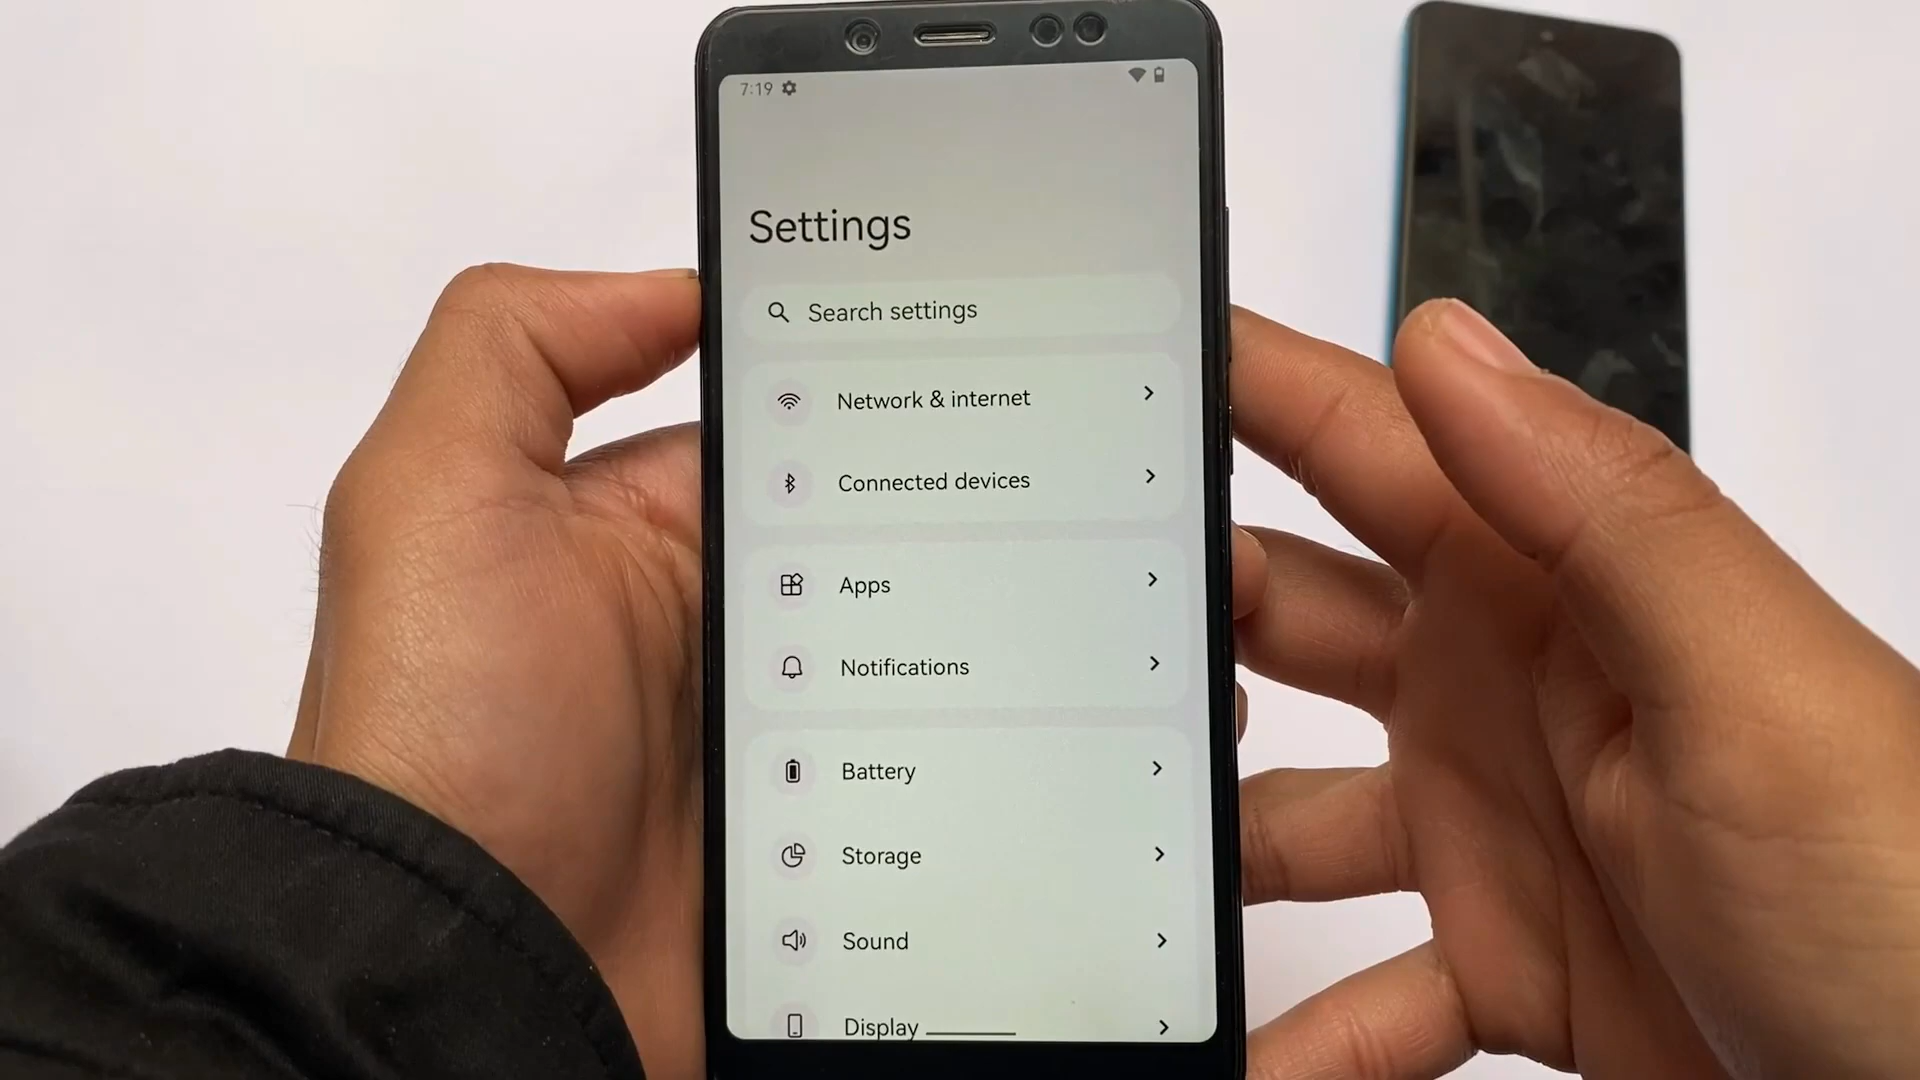 7:19
Settings
Search settings
Network & internet
Connected devices
Apps
Notifications
Battery
Storage
Sound
Display